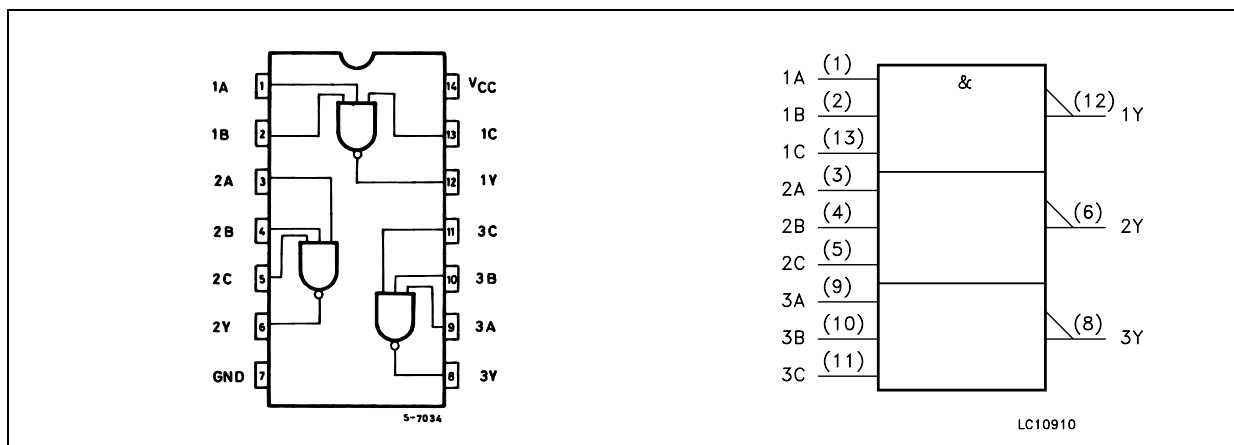 1A 1 14 VCC
1B 2 13 1C
2A 3 12 1Y
2B 4 11 3C
2C 5 10 3B
2Y 6 9 3A
GND 7 8 3Y
S-7034
&
1A (1)
1B (2)
1C (13)
2A (3)
2B (4)
2C (5)
3A (9)
3B (10)
3C (11)
(12) 1Y
(6) 2Y
(8) 3Y
LC10910